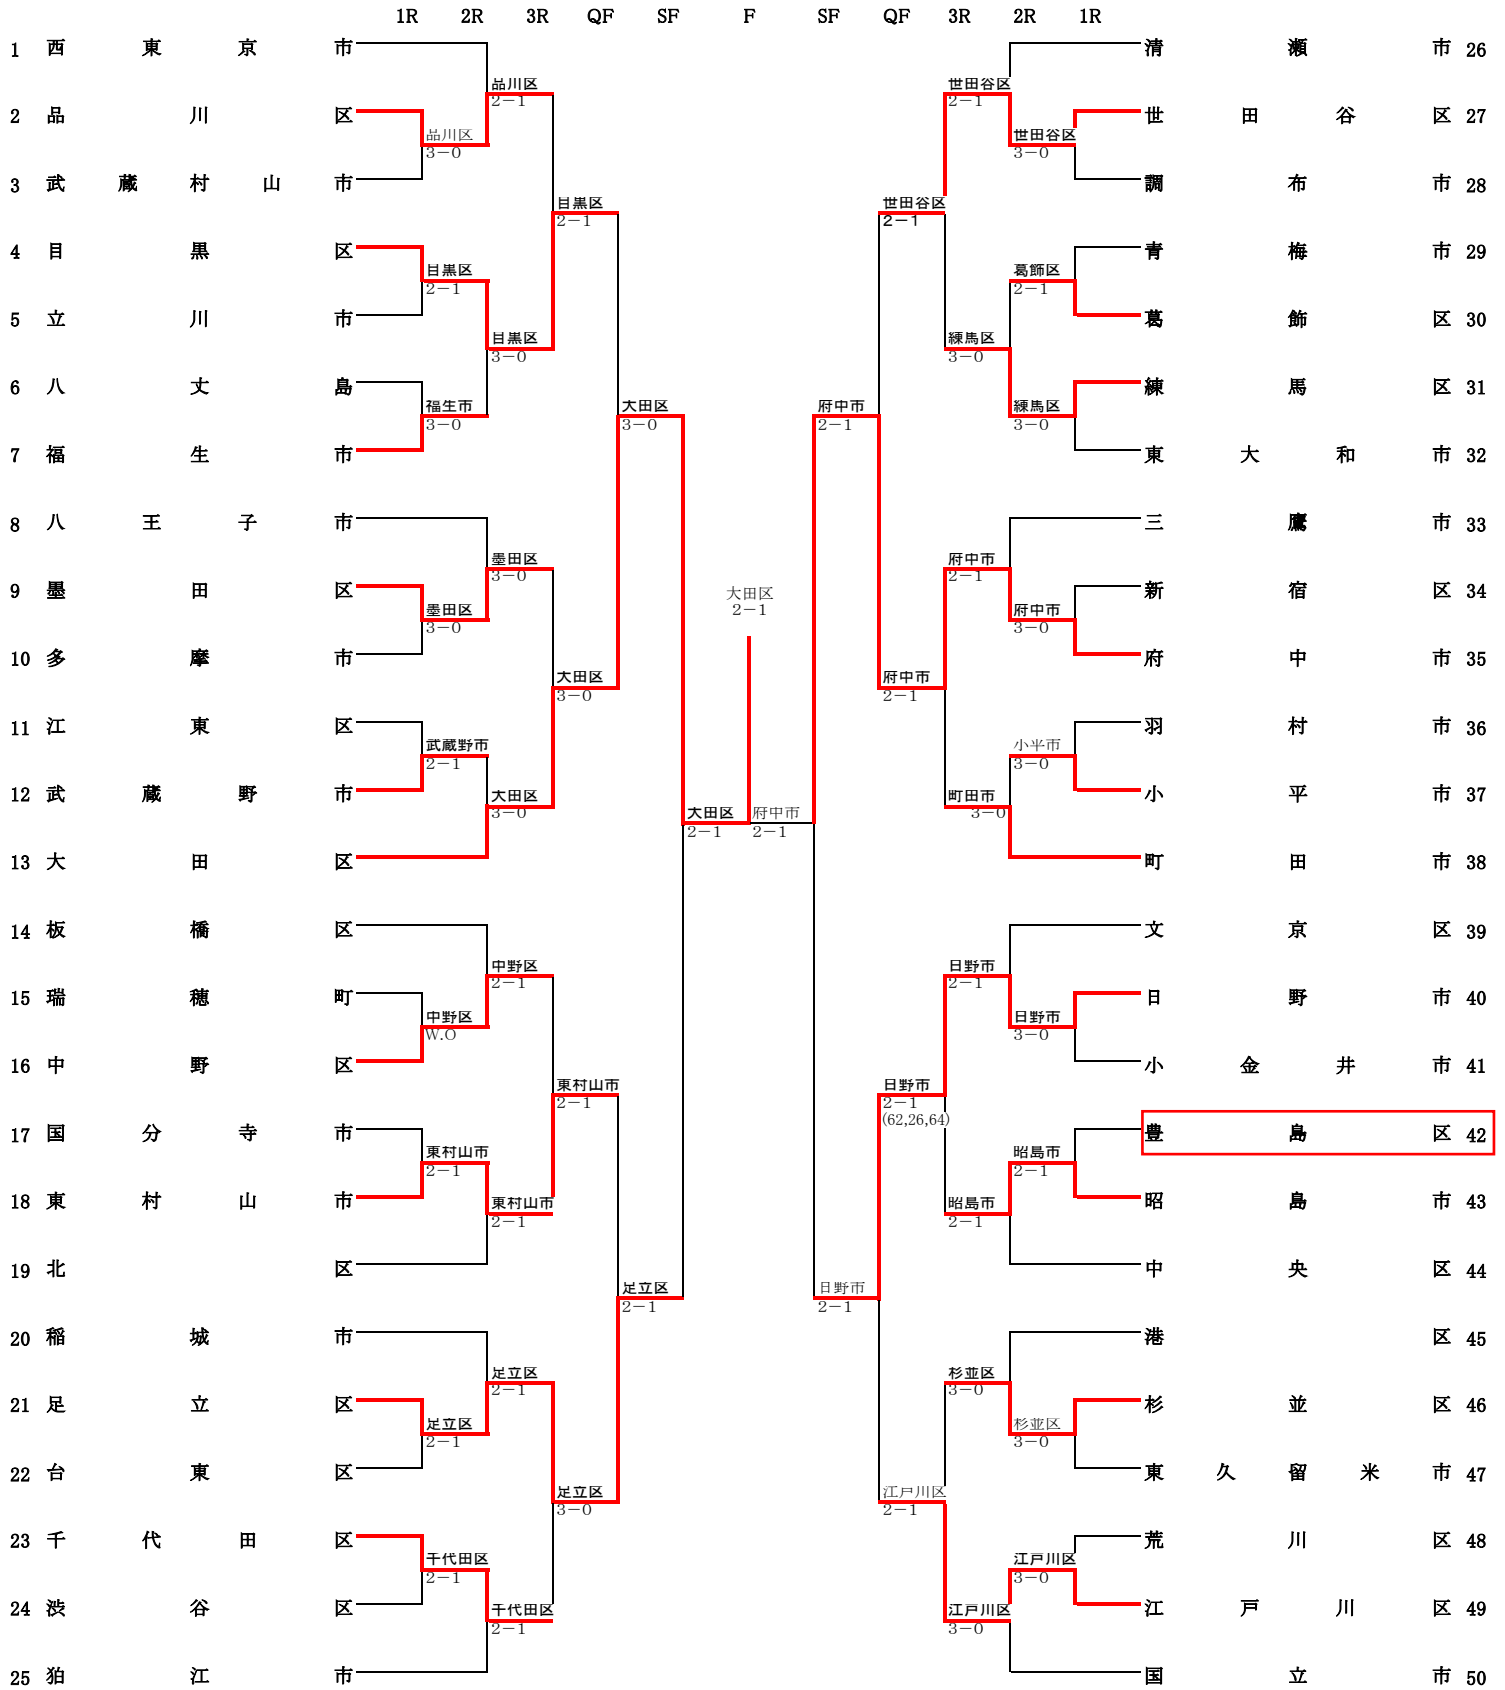 1R 2R 3R QF SF F SF QF 3R 2R 1R
1 西東京市 清瀬市 26
品川区 世田谷区
2-1 2-1
2 品川区 世田谷区 27
品川区 世田谷区
3-0 3-0
3 武蔵村山市 調布市 28
目黒区 世田谷区
2-1 2-1
4 目黒区 青梅市 29
目黒区 葛飾区
2-1 2-1
5 立川市 葛飾区 30
目黒区 練馬区
3-0 3-0
6 八丈島 練馬区 31
福生市 大田区 府中市 練馬区
3-0 3-0 2-1 3-0
7 福生市 東大和市 32
8 八王子市 三鷹市 33
墨田区 府中市
3-0 2-1
9 墨田区 大田区 新宿区 34
墨田区 2-1 府中市
3-0 3-0
10 多摩市 府中市 35
大田区 府中市
3-0 2-1
11 江東区 羽村市 36
武蔵野市 小平市
2-1 3-0
12 武蔵野市 大田区 町田市 小平市 37
3-0 大田区 府中市 3-0
2-1 2-1
13 大田区 町田市 38
14 板橋区 文京区 39
中野区 日野市
2-1 2-1
15 瑞穂町 日野市 40
中野区 日野市
W.O 3-0
16 中野区 小金井市 41
東村山市 日野市
2-1 2-1
(62,26,64)
17 国分寺市 豊島区 42
東村山市 昭島市
2-1 2-1
18 東村山市 東村山市 昭島市 昭島市 43
2-1 2-1
19 北区 中央区 44
足立区 日野市
2-1 2-1
20 稲城市 港区 45
足立区 杉並区
2-1 3-0
21 足立区 杉並区 46
足立区 杉並区
2-1 3-0
22 台東区 東久留米市 47
足立区 江戸川区
3-0 2-1
23 千代田区 荒川区 48
千代田区 江戸川区
2-1 3-0
24 渋谷区 千代田区 江戸川区 江戸川区 49
2-1 3-0
25 狛江市 国立市 50